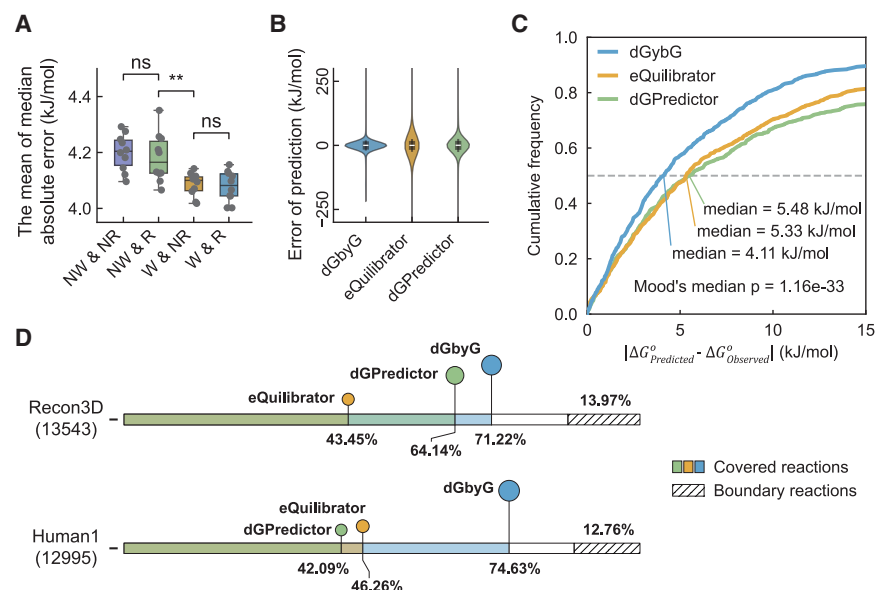 A
The mean of median
absolute error (kJ/mol)
4.4
4.2
4.0
ns
**
ns
NW & NR
NW & R
W & NR
W & R
B
Error of prediction (kJ/mol)
250
0
−250
dGbyG
eQuilibrator
dGPredictor
C
Cumulative frequency
1.0
0.8
0.6
0.4
0.2
0.0
dGybG
eQuilibrator
dGPredictor
median = 5.48 kJ/mol
median = 5.33 kJ/mol
median = 4.11 kJ/mol
Mood's median p = 1.16e-33
0
5
10
15
|ΔG°Predicted - ΔG°Observed| (kJ/mol)
D
Recon3D
(13543)
eQuilibrator
dGPredictor
dGbyG
13.97%
43.45%
64.14%
71.22%
Human1
(12995)
eQuilibrator
dGPredictor
dGbyG
12.76%
42.09%
46.26%
74.63%
Covered reactions
Boundary reactions